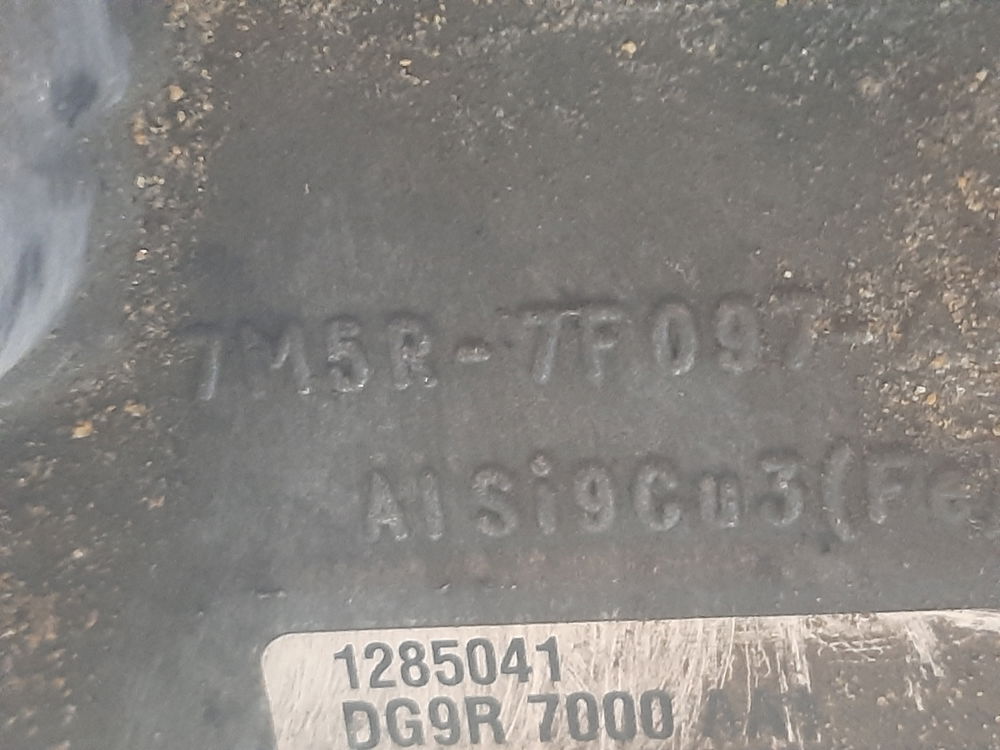 7M5R-7F097
AlSi9Cu3(Fe)
1285041
DG9R 7000